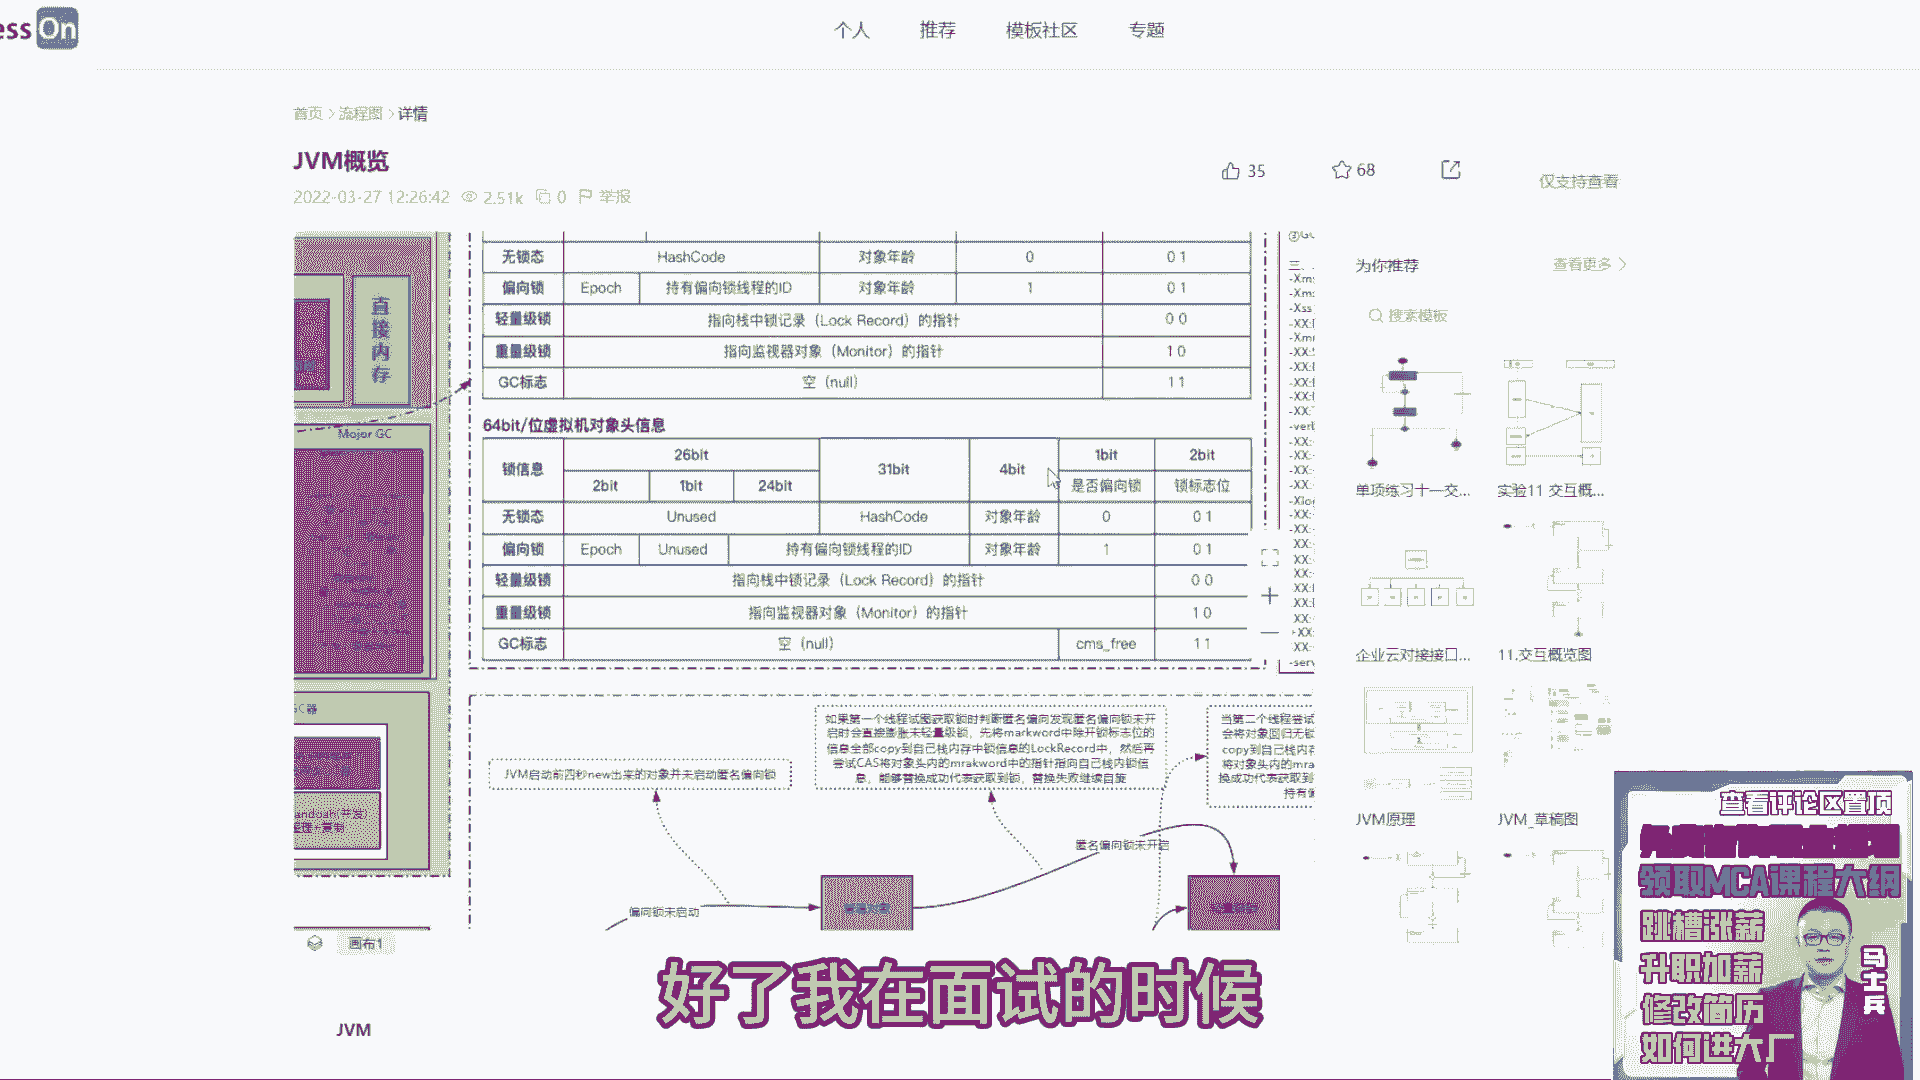 ess On
个人 推荐 模板社区 专题
首页 > 流程图 > 详情
JVM概览
2022-03-27 12:26:42 2.51k 0 举报
35 68 仅支持查看
无锁态 HashCode 对象年龄 0 0 1
偏向锁 Epoch 持有偏向锁线程的ID 对象年龄 1 0 1
轻量级锁 指向栈中锁记录（Lock Record）的指针 0 0
重量级锁 指向监视器对象（Monitor）的指针 1 0
GC标志 空（null） 1 1
64bit/位虚拟机对象头信息
锁信息 26bit 31bit 4bit 1bit 2bit
2bit 1bit 24bit 是否偏向锁 锁标志位
无锁态 Unused HashCode 对象年龄 0 0 1
偏向锁 Epoch Unused 持有偏向锁线程的ID 对象年龄 1 0 1
轻量级锁 指向栈中锁记录（Lock Record）的指针 0 0
重量级锁 指向监视器对象（Monitor）的指针 1 0
GC标志 空（null） cms_free 1 1
直接内存
Mojor GC
GC器
andoah(并发)
三、
-Xms
-Xm
-Xss
-XX:
-verb
-Xlo
-serv
JVM启动前四秒new出来的对象并未启动匿名偏向锁
如果第一个线程试图获取锁时判断匿名偏向发现匿名偏向锁未开
启时会直接膨胀未轻量级锁，先将markword中除开锁标志位的
信息全部copy到自己栈内存中锁信息的LockRecord中，然后再
尝试CAS将对象头内的mrakword中的指针指向自己栈内锁信
息，能够替换成功代表获取到锁，替换失败继续自旋
当第二个线程尝试
会将对象回归无锁
copy到自己栈内存
将对象头内的mark
换成功代表获取到
持有偏
匿名偏向锁未开启
偏向锁未启动
画布1
JVM
为你推荐 查看更多 >
搜索模板
单项练习十一交...
实验11 交互概...
企业云对接接口...
11.交互概览图
JVM原理
JVM_草稿图
查看评论区置顶
领取MCA课程大纲
跳槽涨薪
升职加薪
修改简历
如何进大厂
马士兵
好了我在面试的时候